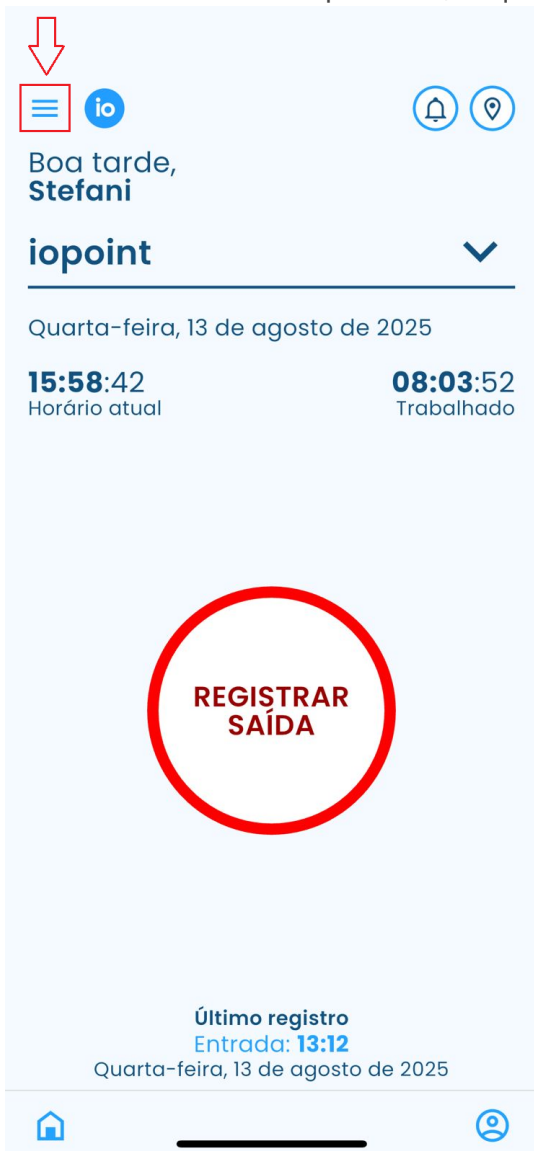 io
Boa tarde,
Stefani
iopoint
Quarta-feira, 13 de agosto de 2025
15:58:42 08:03:52
Horário atual Trabalhado
REGISTRAR
SAÍDA
Último registro
Entrada: 13:12
Quarta-feira, 13 de agosto de 2025